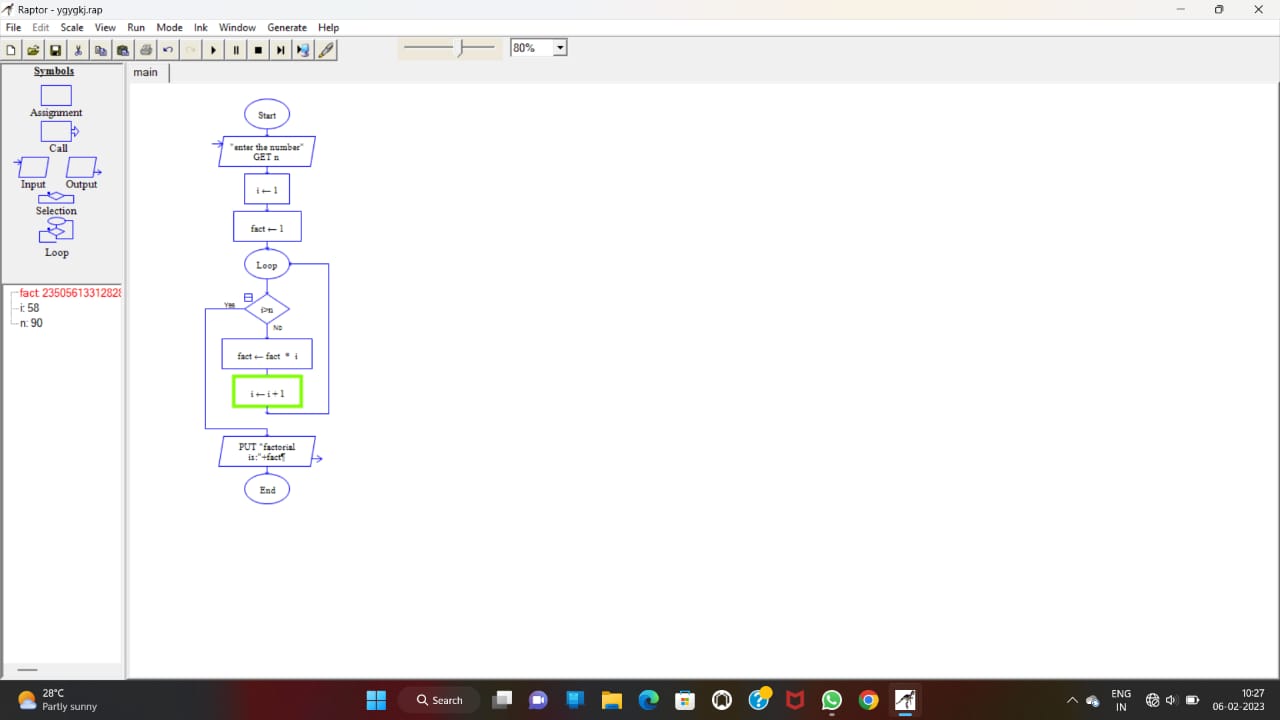 Raptor - ygygkj.rap
File Edit Scale View Run Mode Ink Window Generate Help
80%
Symbols
Assignment
Call
Input Output
Selection
Loop
fact: 23505613312828
i: 58
n: 90
main
Start
"enter the number"
GET n
i ← 1
fact ← 1
Loop
Yes
i>n
No
fact ← fact * i
i ← i + 1
PUT "factorial
is:"+fact¶
End
28°C
Partly sunny
Search
ENG
IN
10:27
06-02-2023